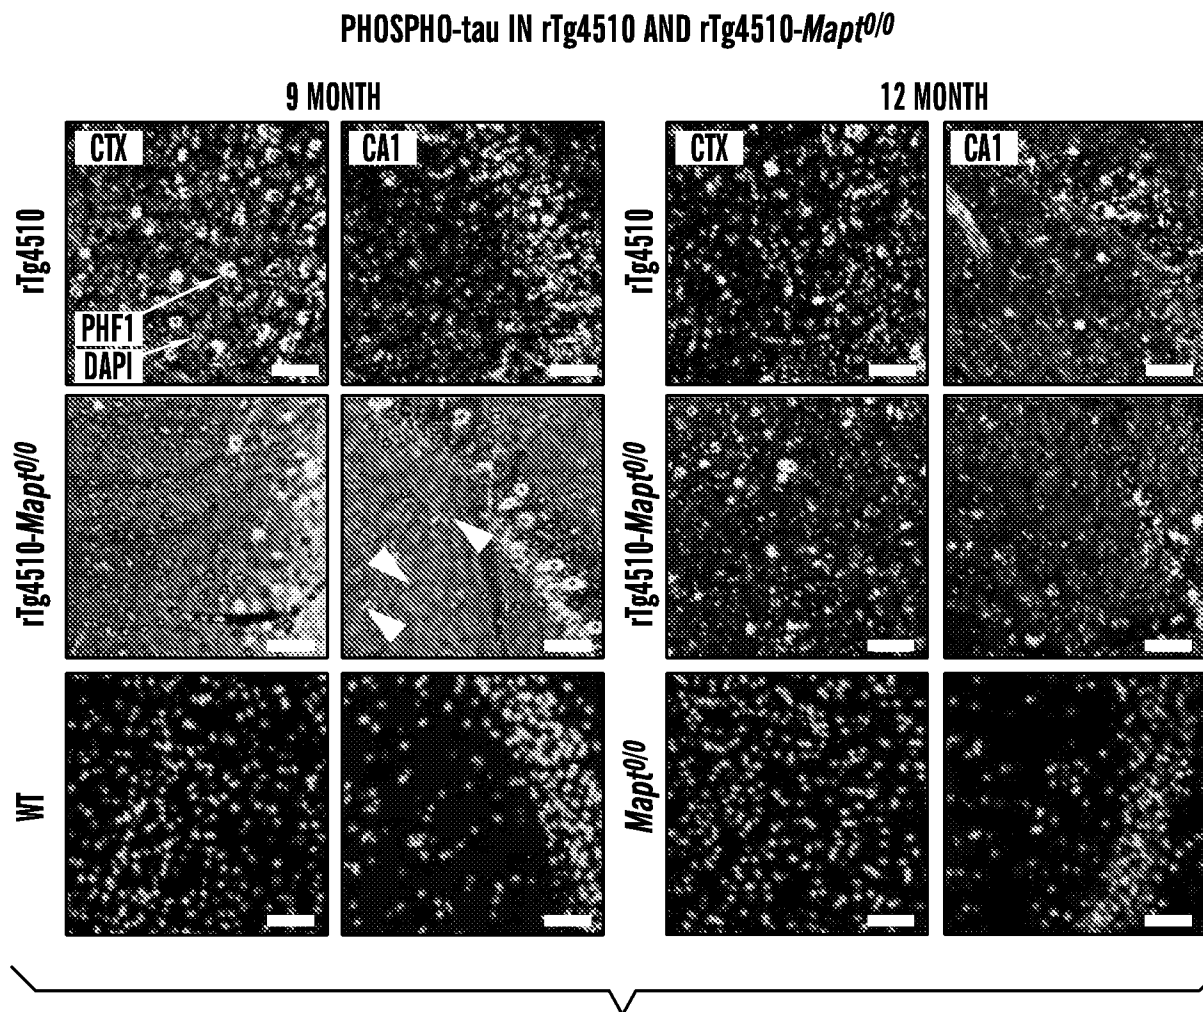 PHOSPHO-tau IN rTg4510 AND rTg4510-Mapt0/0
9 MONTH
12 MONTH
CTX
CA1
CTX
CA1
rTg4510
rTg4510
PHF1
DAPI
rTg4510-Mapt0/0
rTg4510-Mapt0/0
WT
Mapt0/0